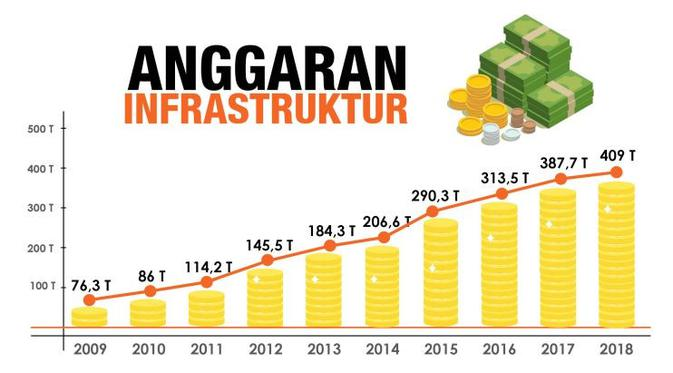 ANGGARAN
INFRASTRUKTUR
500 T
400 T
300 T
200 T
100 T
76,3 T
86 T
114,2 T
145,5 T
184,3 T
206,6 T
290,3 T
313,5 T
387,7 T
409 T
2009 2010 2011 2012 2013 2014 2015 2016 2017 2018